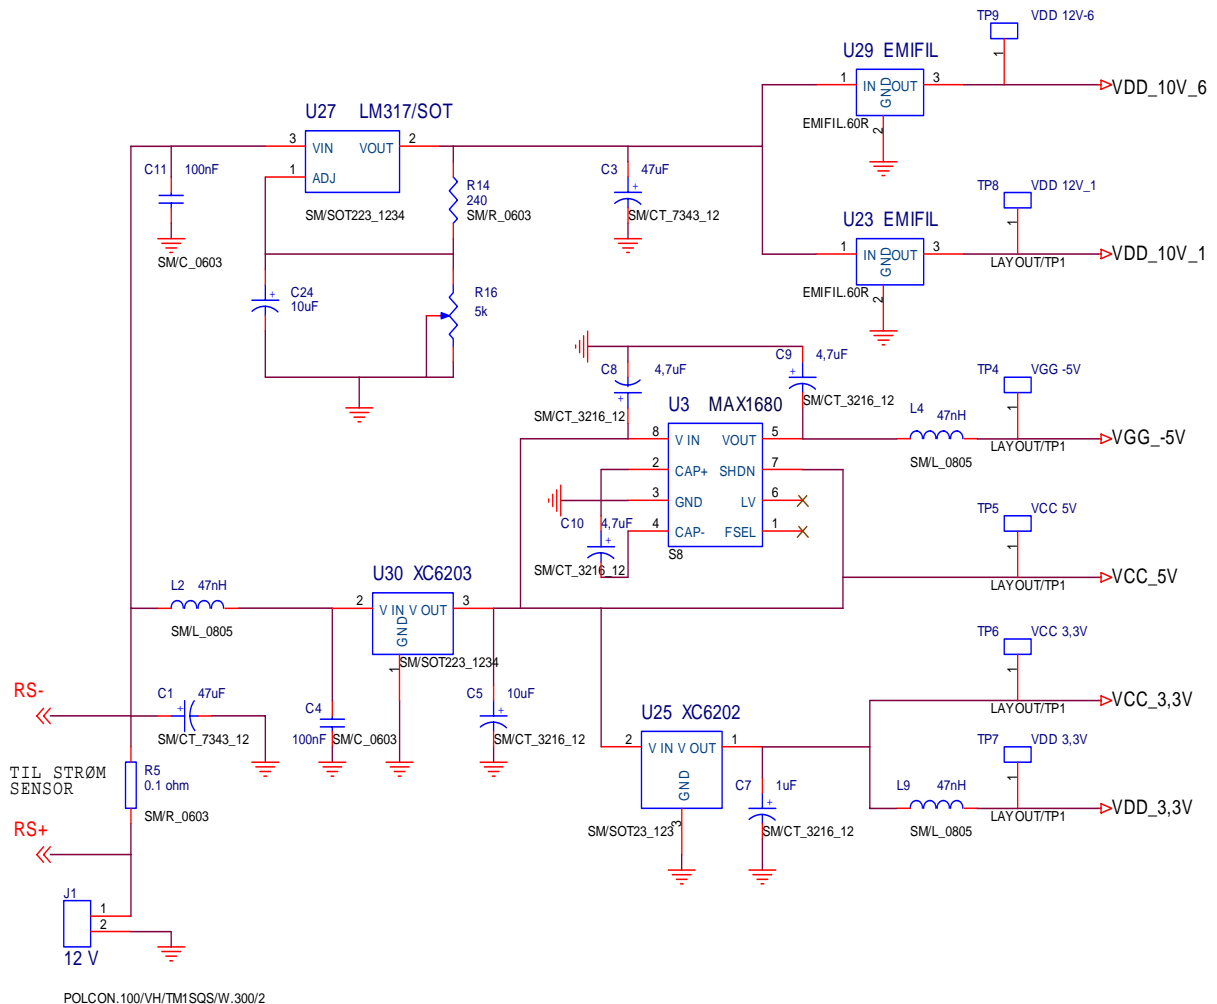 TP9 VDD 12V-6
U29 EMIFIL
1 IN OUT 3
GND
2
1
VDD_10V_6
EMIFIL.60R
U27 LM317/SOT
3 VIN VOUT 2
1 ADJ
SM/SOT223_1234
C11 100nF
SM/C_0603
R14
240
SM/R_0603
C3 47uF
SM/CT_7343_12
TP8 VDD 12V_1
U23 EMIFIL
1 IN OUT 3
GND
2
1
VDD_10V_1
LAYOUT/TP1
EMIFIL.60R
C24
10uF
R16
5k
C8 4,7uF
SM/CT_3216_12
C9 4,7uF
SM/CT_3216_12
U3 MAX1680
8 V IN VOUT 5
2 CAP+ SHDN 7
3 GND LV 6
4 CAP- FSEL 1
S8
C10 4,7uF
SM/CT_3216_12
TP4 VGG -5V
L4 47nH
1
SM/L_0805
LAYOUT/TP1
VGG_-5V
TP5 VCC 5V
1
LAYOUT/TP1
VCC_5V
L2 47nH
SM/L_0805
U30 XC6203
2 V IN V OUT 3
GND
1
SM/SOT223_1234
C4
100nF
SM/C_0603
C5 10uF
SM/CT_3216_12
TP6 VCC 3,3V
1
LAYOUT/TP1
VCC_3,3V
RS-
C1 47uF
SM/CT_7343_12
U25 XC6202
2 V IN V OUT 1
GND
3
SM/SOT23_123
C7 1uF
SM/CT_3216_12
TP7 VDD 3,3V
L9 47nH
1
SM/L_0805
LAYOUT/TP1
VDD_3,3V
TIL STRØM
SENSOR
R5
0.1 ohm
SM/R_0603
RS+
J1
1
2
12 V
POLCON.100/VH/TM1SQS/W.300/2